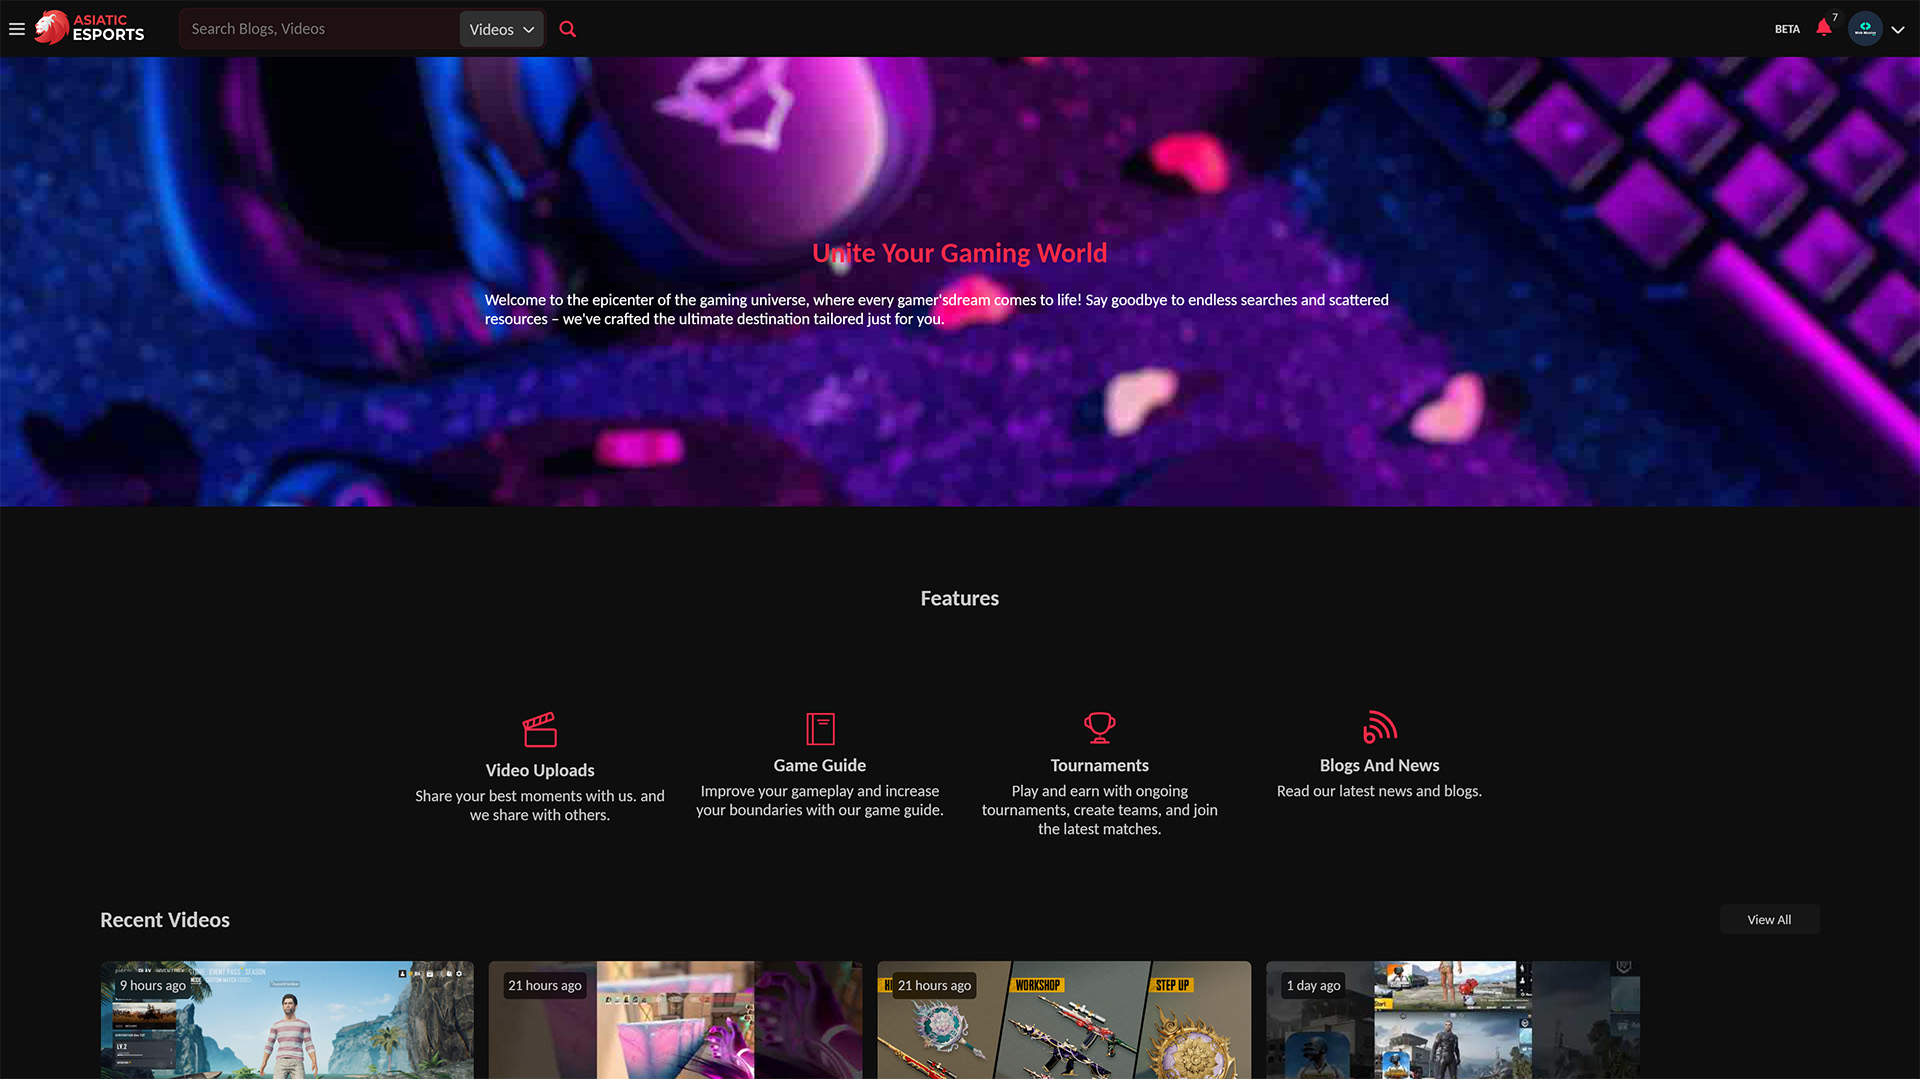 ASIATIC
ESPORTS
Search Blogs, Videos
Videos
BETA
7
Unite Your Gaming World
Welcome to the epicenter of the gaming universe, where every gamer'sdream comes to life! Say goodbye to endless searches and scattered
resources – we've crafted the ultimate destination tailored just for you.
Features
Video Uploads
Share your best moments with us. and
we share with others.
Game Guide
Improve your gameplay and increase
your boundaries with our game guide.
Tournaments
Play and earn with ongoing
tournaments, create teams, and join
the latest matches.
Blogs And News
Read our latest news and blogs.
Recent Videos
View All
9 hours ago
EVENT PASS SEASON
LV.2
21 hours ago
21 hours ago
WORKSHOP
STEP UP
1 day ago
Start